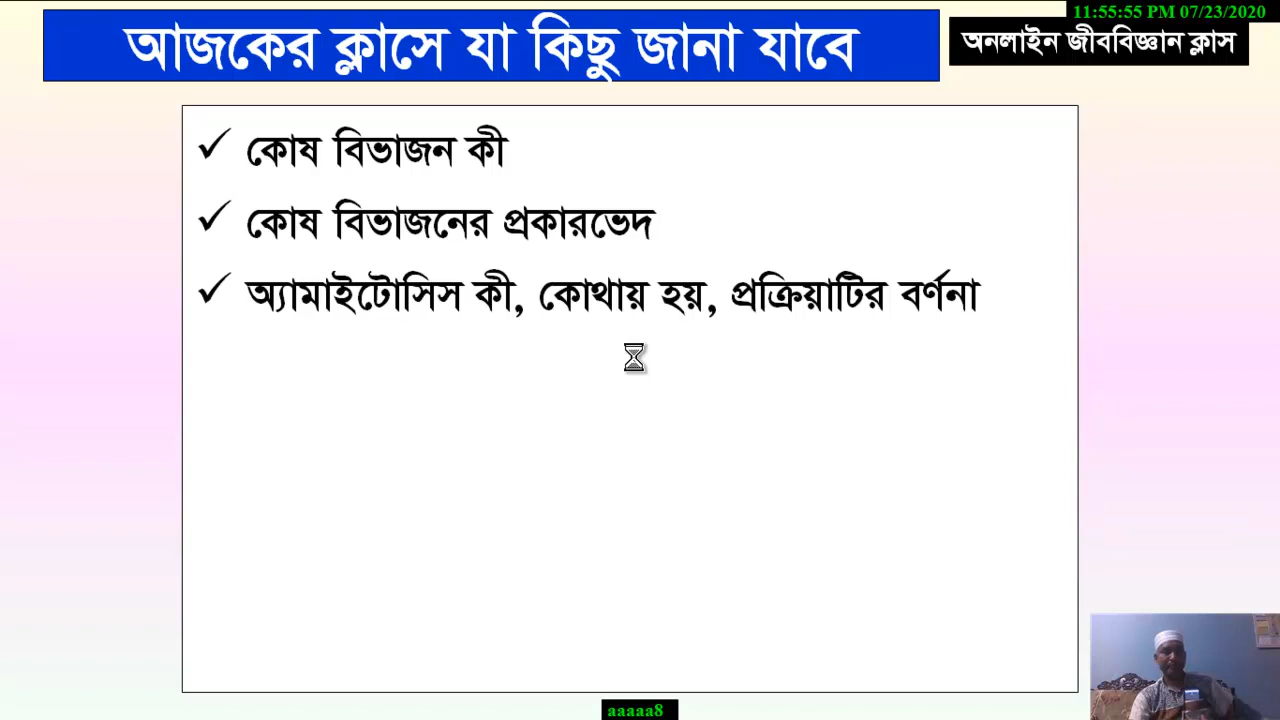 11:55:55 PM 07/23/2020
আজকের ক্লাসে যা কিছু জানা যাবে
অনলাইন জীববিজ্ঞান ক্লাস
✓ কোষ বিভাজন কী
✓ কোষ বিভাজনের প্রকারভেদ
✓ অ্যামাইটোসিস কী, কোথায় হয়, প্রক্রিয়াটির বর্ণনা
aaaaa8